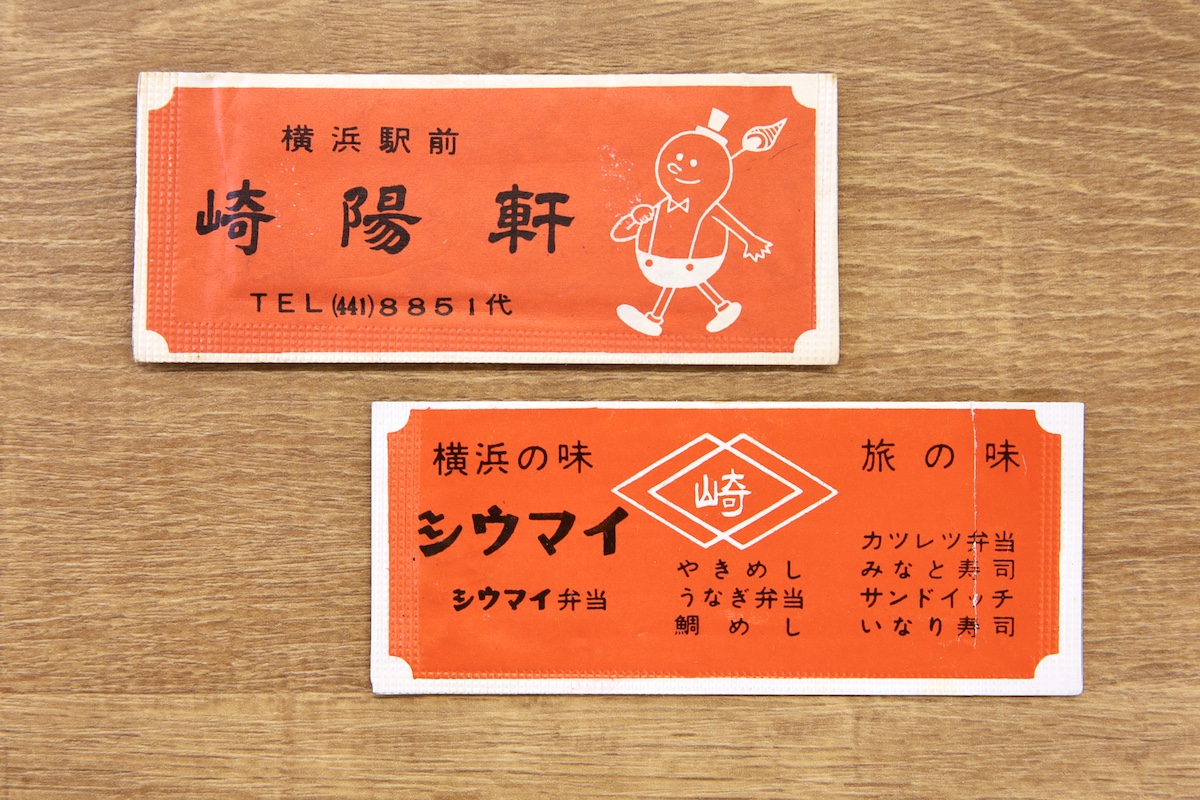 横浜駅前
崎陽軒
TEL(441)8851代
横浜の味
シウマイ
シウマイ弁当
崎
やきめし
うなぎ弁当
鯛めし
旅の味
カツレツ弁当
みなと寿司
サンドイッチ
いなり寿司